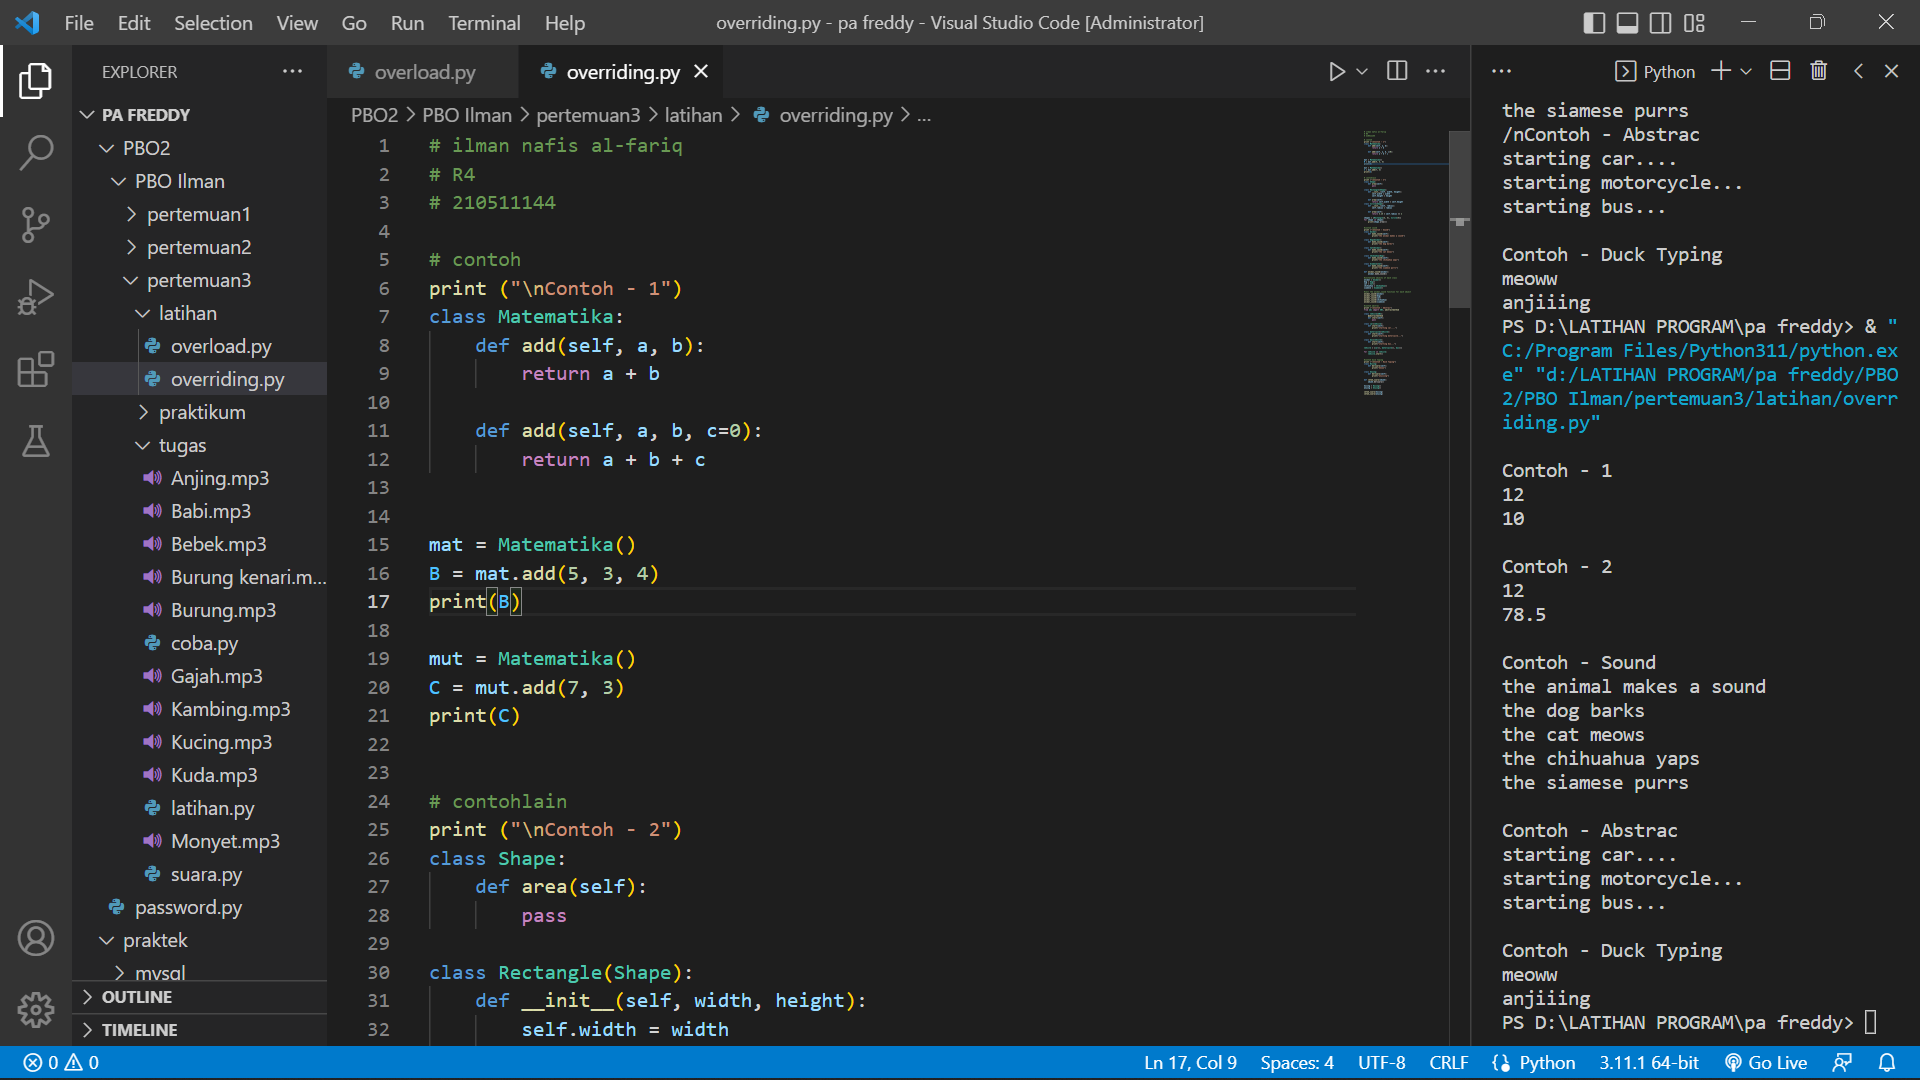 File Edit Selection View Go Run Terminal Help
overriding.py - pa freddy - Visual Studio Code [Administrator]
EXPLORER
PA FREDDY
PBO2
PBO Ilman
pertemuan1
pertemuan2
pertemuan3
latihan
overload.py
overriding.py
praktikum
tugas
Anjing.mp3
Babi.mp3
Bebek.mp3
Burung kenari.m...
Burung.mp3
coba.py
Gajah.mp3
Kambing.mp3
Kucing.mp3
Kuda.mp3
latihan.py
Monyet.mp3
suara.py
password.py
praktek
mysql
OUTLINE
TIMELINE
overload.py
overriding.py
PBO2 > PBO Ilman > pertemuan3 > latihan > overriding.py > ...
1 # ilman nafis al-fariq
2 # R4
3 # 210511144
4
5 # contoh
6 print ("\nContoh - 1")
7 class Matematika:
8 def add(self, a, b):
9 return a + b
10
11 def add(self, a, b, c=0):
12 return a + b + c
13
14
15 mat = Matematika()
16 B = mat.add(5, 3, 4)
17 print(B)
18
19 mut = Matematika()
20 C = mut.add(7, 3)
21 print(C)
22
23
24 # contohlain
25 print ("\nContoh - 2")
26 class Shape:
27 def area(self):
28 pass
29
30 class Rectangle(Shape):
31 def __init__(self, width, height):
32 self.width = width
Python
the siamese purrs
/nContoh - Abstrac
starting car....
starting motorcycle...
starting bus...
Contoh - Duck Typing
meoww
anjiiing
PS D:\LATIHAN PROGRAM\pa freddy> & "
C:/Program Files/Python311/python.ex
e" "d:/LATIHAN PROGRAM/pa freddy/PBO
2/PBO Ilman/pertemuan3/latihan/overr
iding.py"
Contoh - 1
12
10
Contoh - 2
12
78.5
Contoh - Sound
the animal makes a sound
the dog barks
the cat meows
the chihuahua yaps
the siamese purrs
Contoh - Abstrac
starting car....
starting motorcycle...
starting bus...
Contoh - Duck Typing
meoww
anjiiing
PS D:\LATIHAN PROGRAM\pa freddy>
0 0
Ln 17, Col 9 Spaces: 4 UTF-8 CRLF Python 3.11.1 64-bit Go Live